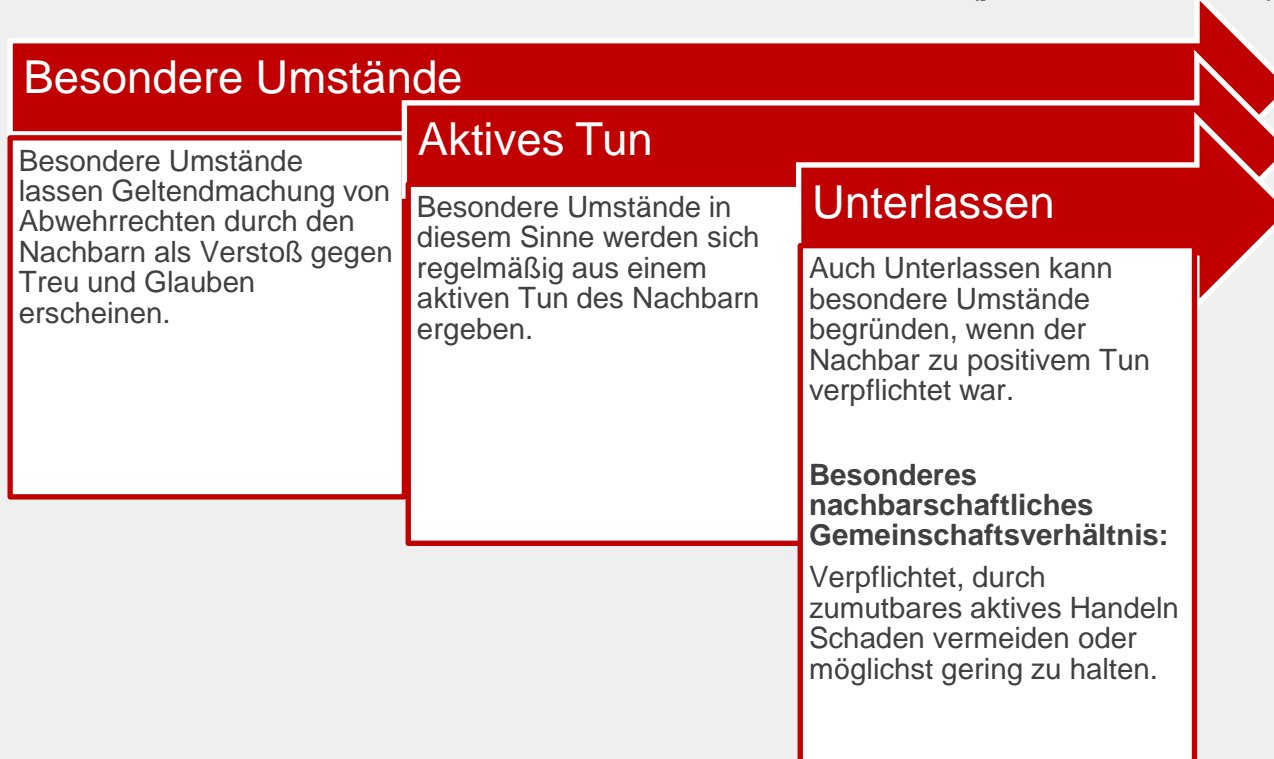 Besondere Umstände
Besondere Umstände
lassen Geltendmachung von
Abwehrrechten durch den
Nachbarn als Verstoß gegen
Treu und Glauben
erscheinen.
Aktives Tun
Besondere Umstände in
diesem Sinne werden sich
regelmäßig aus einem
aktiven Tun des Nachbarn
ergeben.
Unterlassen
Auch Unterlassen kann
besondere Umstände
begründen, wenn der
Nachbar zu positivem Tun
verpflichtet war.
Besonderes
nachbarschaftliches
Gemeinschaftsverhältnis:
Verpflichtet, durch
zumutbares aktives Handeln
Schaden vermeiden oder
möglichst gering zu halten.